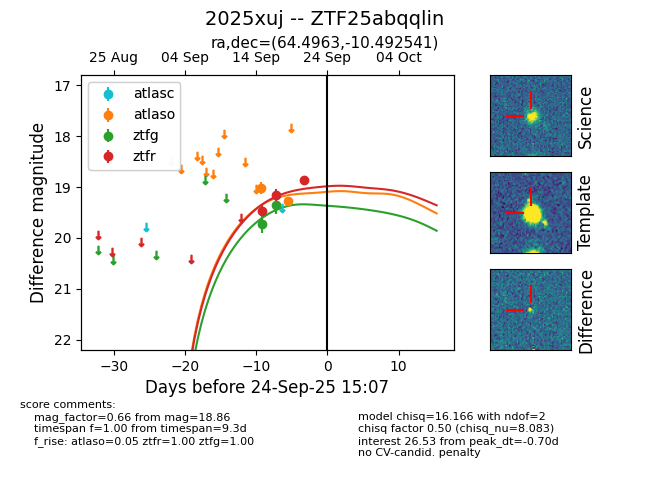 2025xuj -- ZTF25abqqlin
ra,dec=(64.4963,-10.492541)
25 Aug 04 Sep 14 Sep 24 Sep 04 Oct
atlasc
atlaso
ztfg
ztfr
17
18
19
20
21
22
Difference magnitude
−30 −20 −10 0 10
Days before 24-Sep-25 15:07
Science
Template
Difference
score comments:
mag_factor=0.66 from mag=18.86
timespan f=1.00 from timespan=9.3d
f_rise: atlaso=0.05 ztfr=1.00 ztfg=1.00
model chisq=16.166 with ndof=2
chisq factor 0.50 (chisq_nu=8.083)
interest 26.53 from peak_dt=-0.70d
no CV-candid. penalty